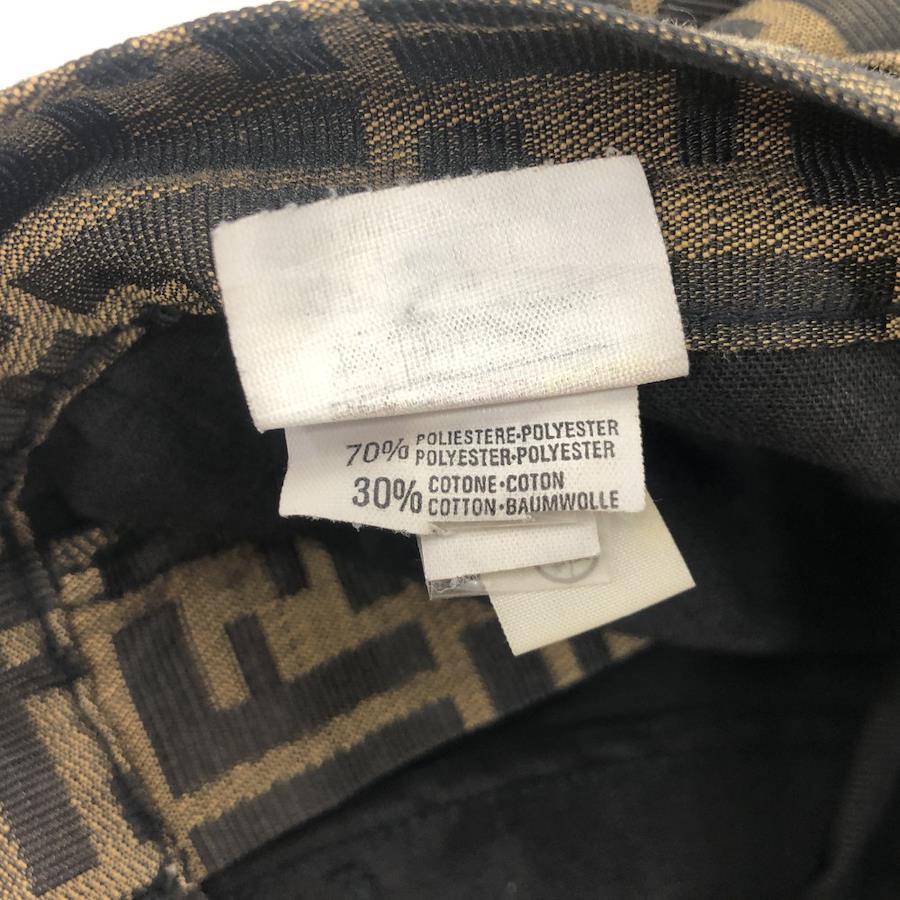 70% POLIESTERE•POLYESTER
POLYESTER•POLYESTER
30% COTONE•COTON
COTTON•BAUMWOLLE